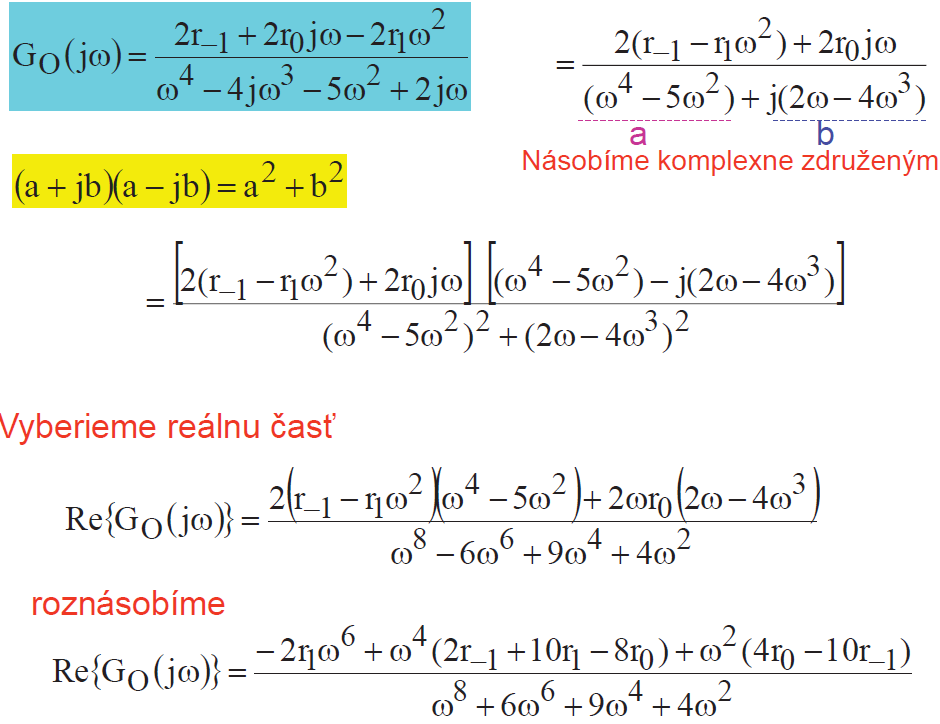 G_O(jω) = (2r_{−1} + 2r_0 jω − 2r_1ω^2) / (ω^4 − 4jω^3 − 5ω^2 + 2jω)
= (2(r_{−1} − r_1ω^2) + 2r_0 jω) / ((ω^4 − 5ω^2) + j(2ω − 4ω^3))
a b
Násobíme komplexne združeným
(a + jb)(a − jb) = a^2 + b^2
= [2(r_{−1} − r_1ω^2) + 2r_0 jω] [(ω^4 − 5ω^2) − j(2ω − 4ω^3)] / ((ω^4 − 5ω^2)^2 + (2ω − 4ω^3)^2)
Vyberieme reálnu časť
Re{G_O(jω)} = (2(r_{−1} − r_1ω^2)(ω^4 − 5ω^2) + 2ωr_0(2ω − 4ω^3)) / (ω^8 − 6ω^6 + 9ω^4 + 4ω^2)
roznásobíme
Re{G_O(jω)} = (−2r_1ω^6 + ω^4(2r_{−1} + 10r_1 − 8r_0) + ω^2(4r_0 − 10r_{−1})) / (ω^8 + 6ω^6 + 9ω^4 + 4ω^2)